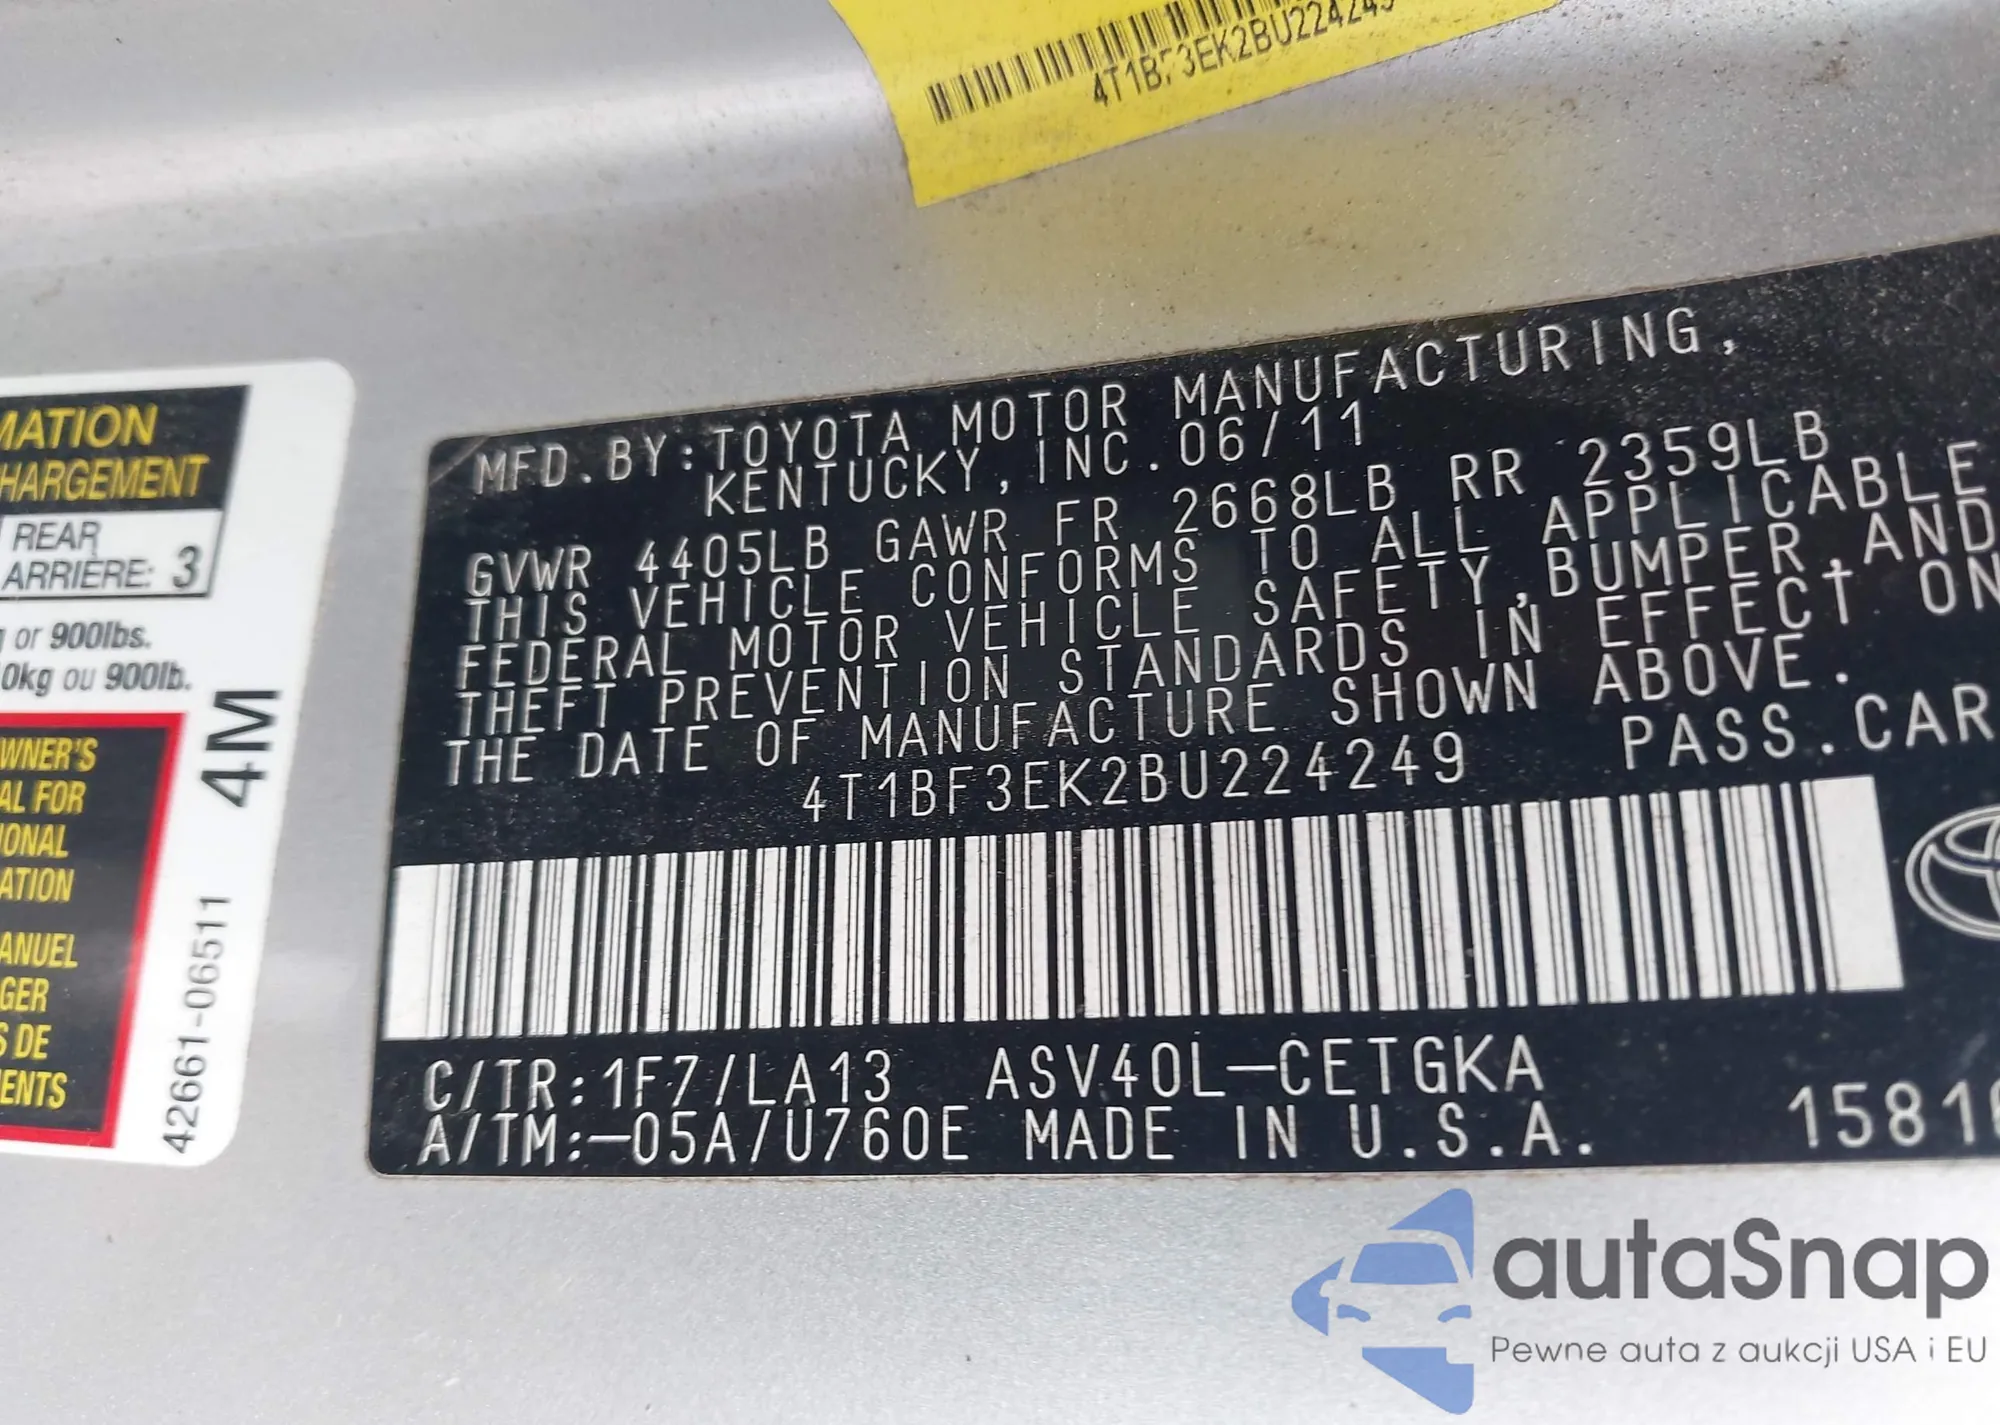 4T1BF3EK2BU224249
MFD.BY:TOYOTA MOTOR MANUFACTURING,
KENTUCKY,INC.06/11
GVWR 4405LB GAWR FR 2668LB RR 2359LB
THIS VEHICLE CONFORMS TO ALL APPLICABLE
FEDERAL MOTOR VEHICLE SAFETY,BUMPER,AND
THEFT PREVENTION STANDARDS IN EFFECT ON
THE DATE OF MANUFACTURE SHOWN ABOVE.
4T1BF3EK2BU224249 PASS.CAR
C/TR:1F7/LA13 ASV40L-CETGKA
A/TM:-05A/U760E MADE IN U.S.A. 1581
MATION
HARGEMENT
REAR
ARRIERE: 3
or 900lbs.
0kg ou 900lb.
WNER'S
AL FOR
IONAL
ATION
ANUEL
GER
S DE
ENTS
4M
42661-06511
autaSnap
Pewne auta z aukcji USA i EU